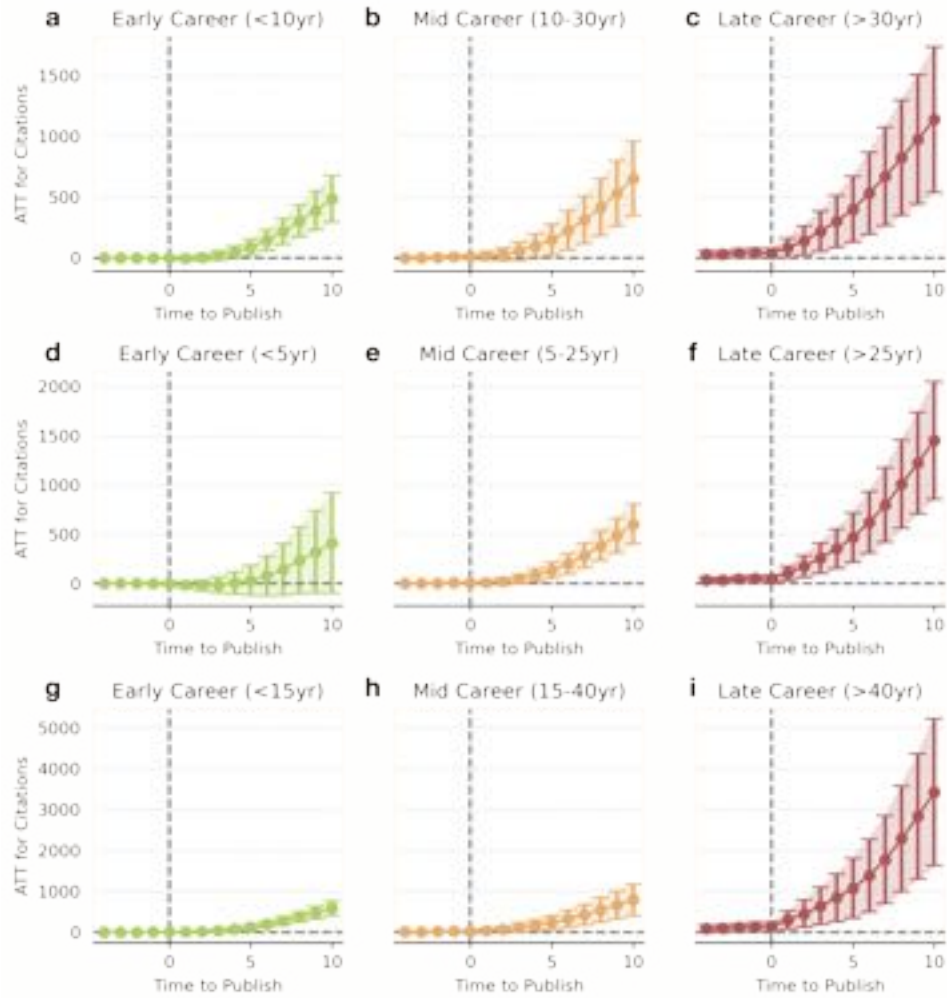 a Early Career (<10yr) b Mid Career (10-30yr) c Late Career (>30yr)
ATT for Citations
1500
1000
500
0
0 5 10 0 5 10 0 5 10
Time to Publish Time to Publish Time to Publish
d Early Career (<5yr) e Mid Career (5-25yr) f Late Career (>25yr)
ATT for Citations
2000
1500
1000
500
0
0 5 10 0 5 10 0 5 10
Time to Publish Time to Publish Time to Publish
g Early Career (<15yr) h Mid Career (15-40yr) i Late Career (>40yr)
ATT for Citations
5000
4000
3000
2000
1000
0
0 5 10 0 5 10 0 5 10
Time to Publish Time to Publish Time to Publish